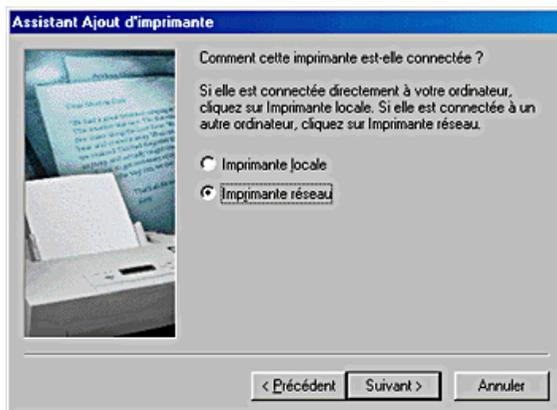 Assistant Ajout d'imprimante
Comment cette imprimante est-elle connectée ?
Si elle est connectée directement à votre ordinateur,
cliquez sur Imprimante locale. Si elle est connectée à un
autre ordinateur, cliquez sur Imprimante réseau.
Imprimante locale
Imprimante réseau
< Précédent
Suivant >
Annuler